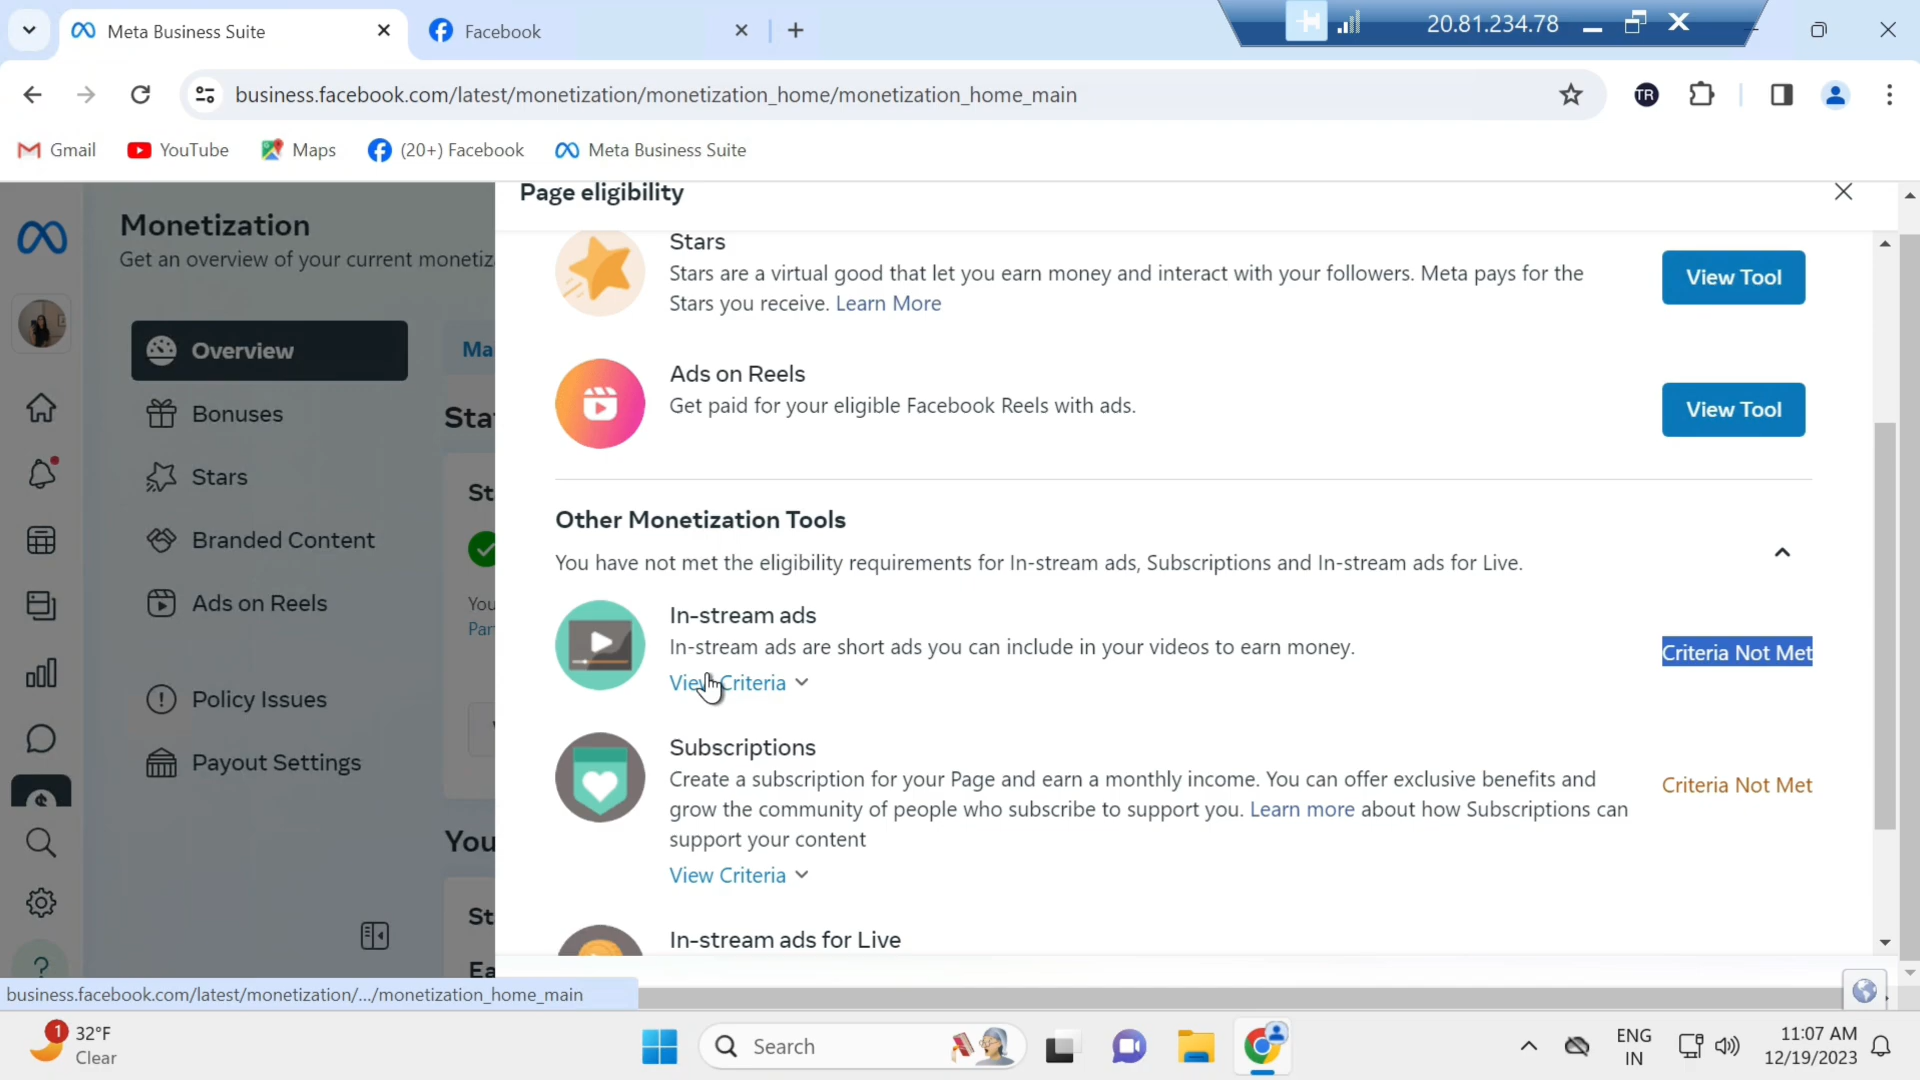 Meta Business Suite
Facebook
20.81.234.78
business.facebook.com/latest/monetization/monetization_home/monetization_home_main
TR
Gmail
YouTube
Maps
(20+) Facebook
Meta Business Suite
Monetization
Get an overview of your current monetiz
Overview
Bonuses
Stars
Branded Content
Ads on Reels
Policy Issues
Payout Settings
Ma
Sta
St
You
Par
You
St
Ea
Page eligibility
Stars
Stars are a virtual good that let you earn money and interact with your followers. Meta pays for the
Stars you receive. Learn More
View Tool
Ads on Reels
Get paid for your eligible Facebook Reels with ads.
View Tool
Other Monetization Tools
You have not met the eligibility requirements for In-stream ads, Subscriptions and In-stream ads for Live.
In-stream ads
In-stream ads are short ads you can include in your videos to earn money.
View Criteria
Criteria Not Met
Subscriptions
Create a subscription for your Page and earn a monthly income. You can offer exclusive benefits and
grow the community of people who subscribe to support you. Learn more about how Subscriptions can
support your content
View Criteria
Criteria Not Met
In-stream ads for Live
business.facebook.com/latest/monetization/.../monetization_home_main
1
32°F
Clear
Search
ENG
IN
11:07 AM
12/19/2023